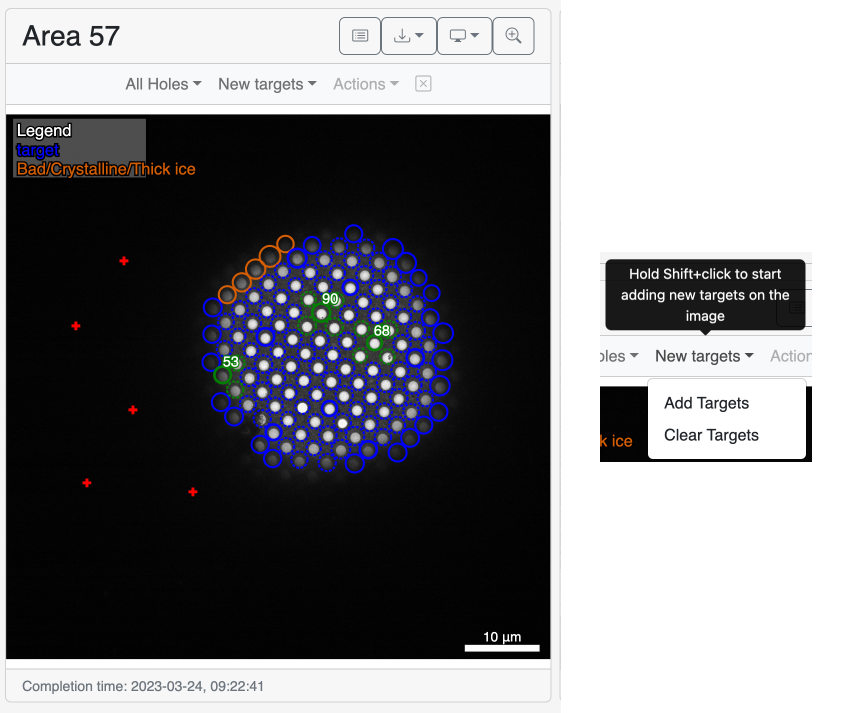 Area 57
All Holes New targets Actions
Legend
target
Bad/Crystalline/Thick ice
90
68
53
10 µm
Completion time: 2023-03-24, 09:22:41
Hold Shift+click to start
adding new targets on the
image
oles New targets Action
Add Targets
k ice
Clear Targets